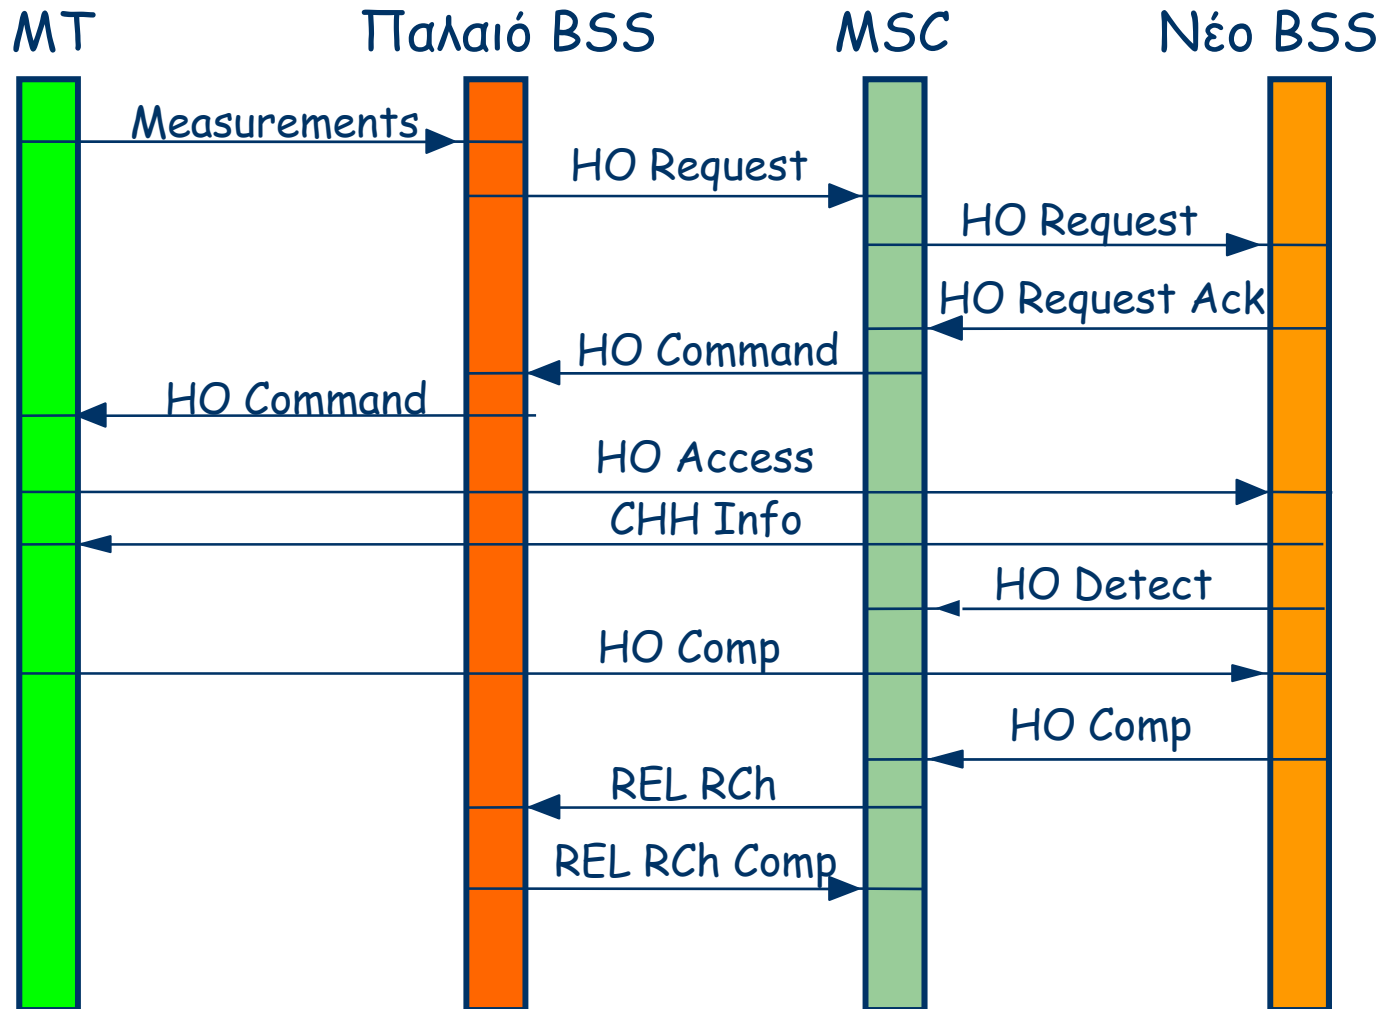 MT Παλαιό BSS MSC Νέο BSS
Measurements
HO Request
HO Request
HO Request Ack
HO Command
HO Command
HO Access
CHH Info
HO Detect
HO Comp
HO Comp
REL RCh
REL RCh Comp